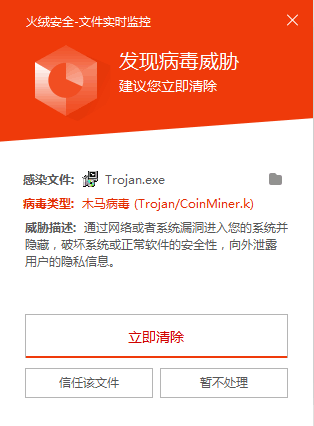 火绒安全-文件实时监控
发现病毒威胁
建议您立即清除
感染文件: Trojan.exe
病毒类型: 木马病毒 (Trojan/CoinMiner.k)
威胁描述: 通过网络或者系统漏洞进入您的系统并
隐藏，破坏系统或正常软件的安全性，向外泄露
用户的隐私信息。
立即清除
信任该文件
暂不处理